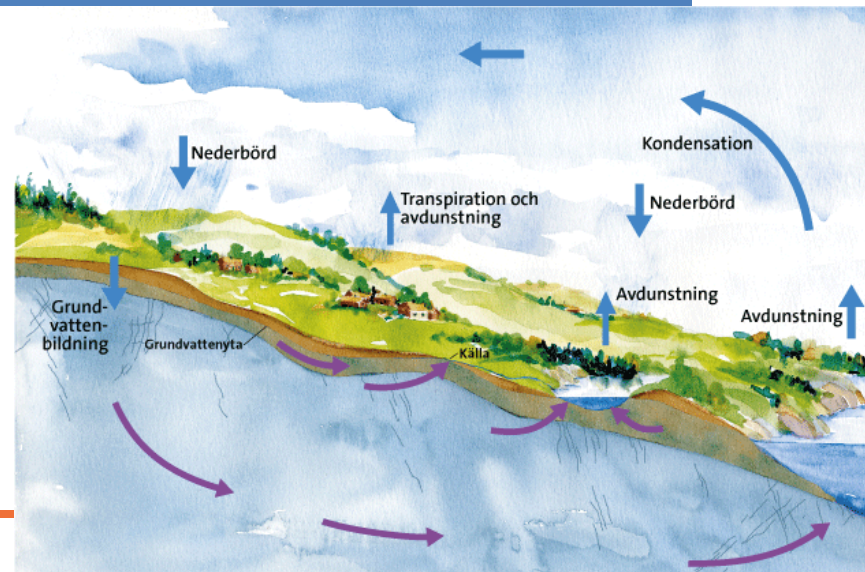 Kondensation
Nederbörd
Transpiration och
avdunstning
Nederbörd
Avdunstning
Avdunstning
Grund-
vatten-
bildning
Grundvattenyta
Källa